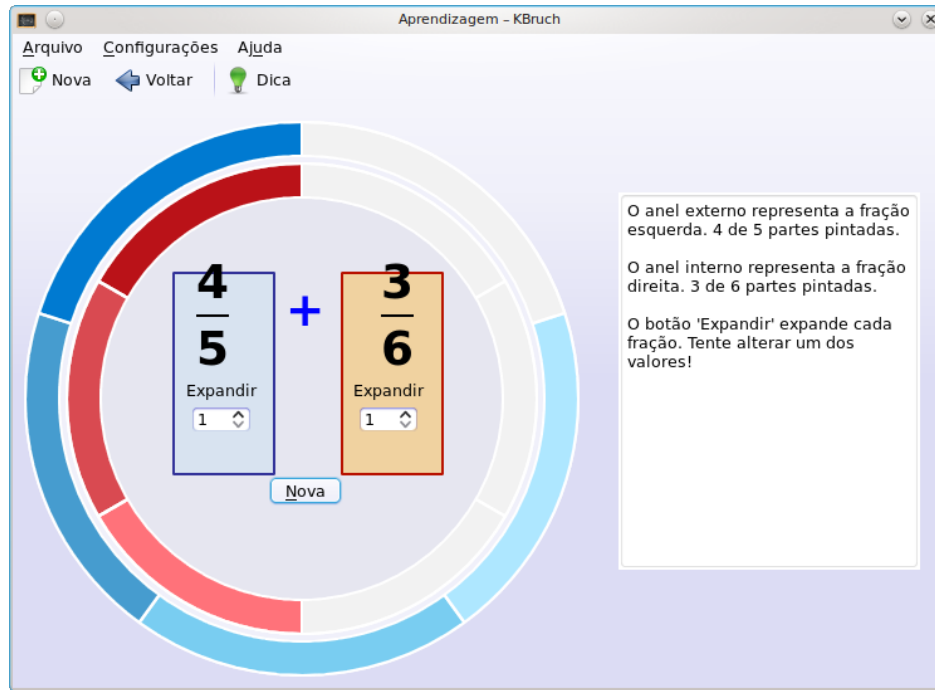 Aprendizagem – KBruch
Arquivo Configurações Ajuda
Nova Voltar Dica
4
5
+
3
6
Expandir
1
Expandir
1
Nova
O anel externo representa a fração
esquerda. 4 de 5 partes pintadas.
O anel interno representa a fração
direita. 3 de 6 partes pintadas.
O botão 'Expandir' expande cada
fração. Tente alterar um dos
valores!